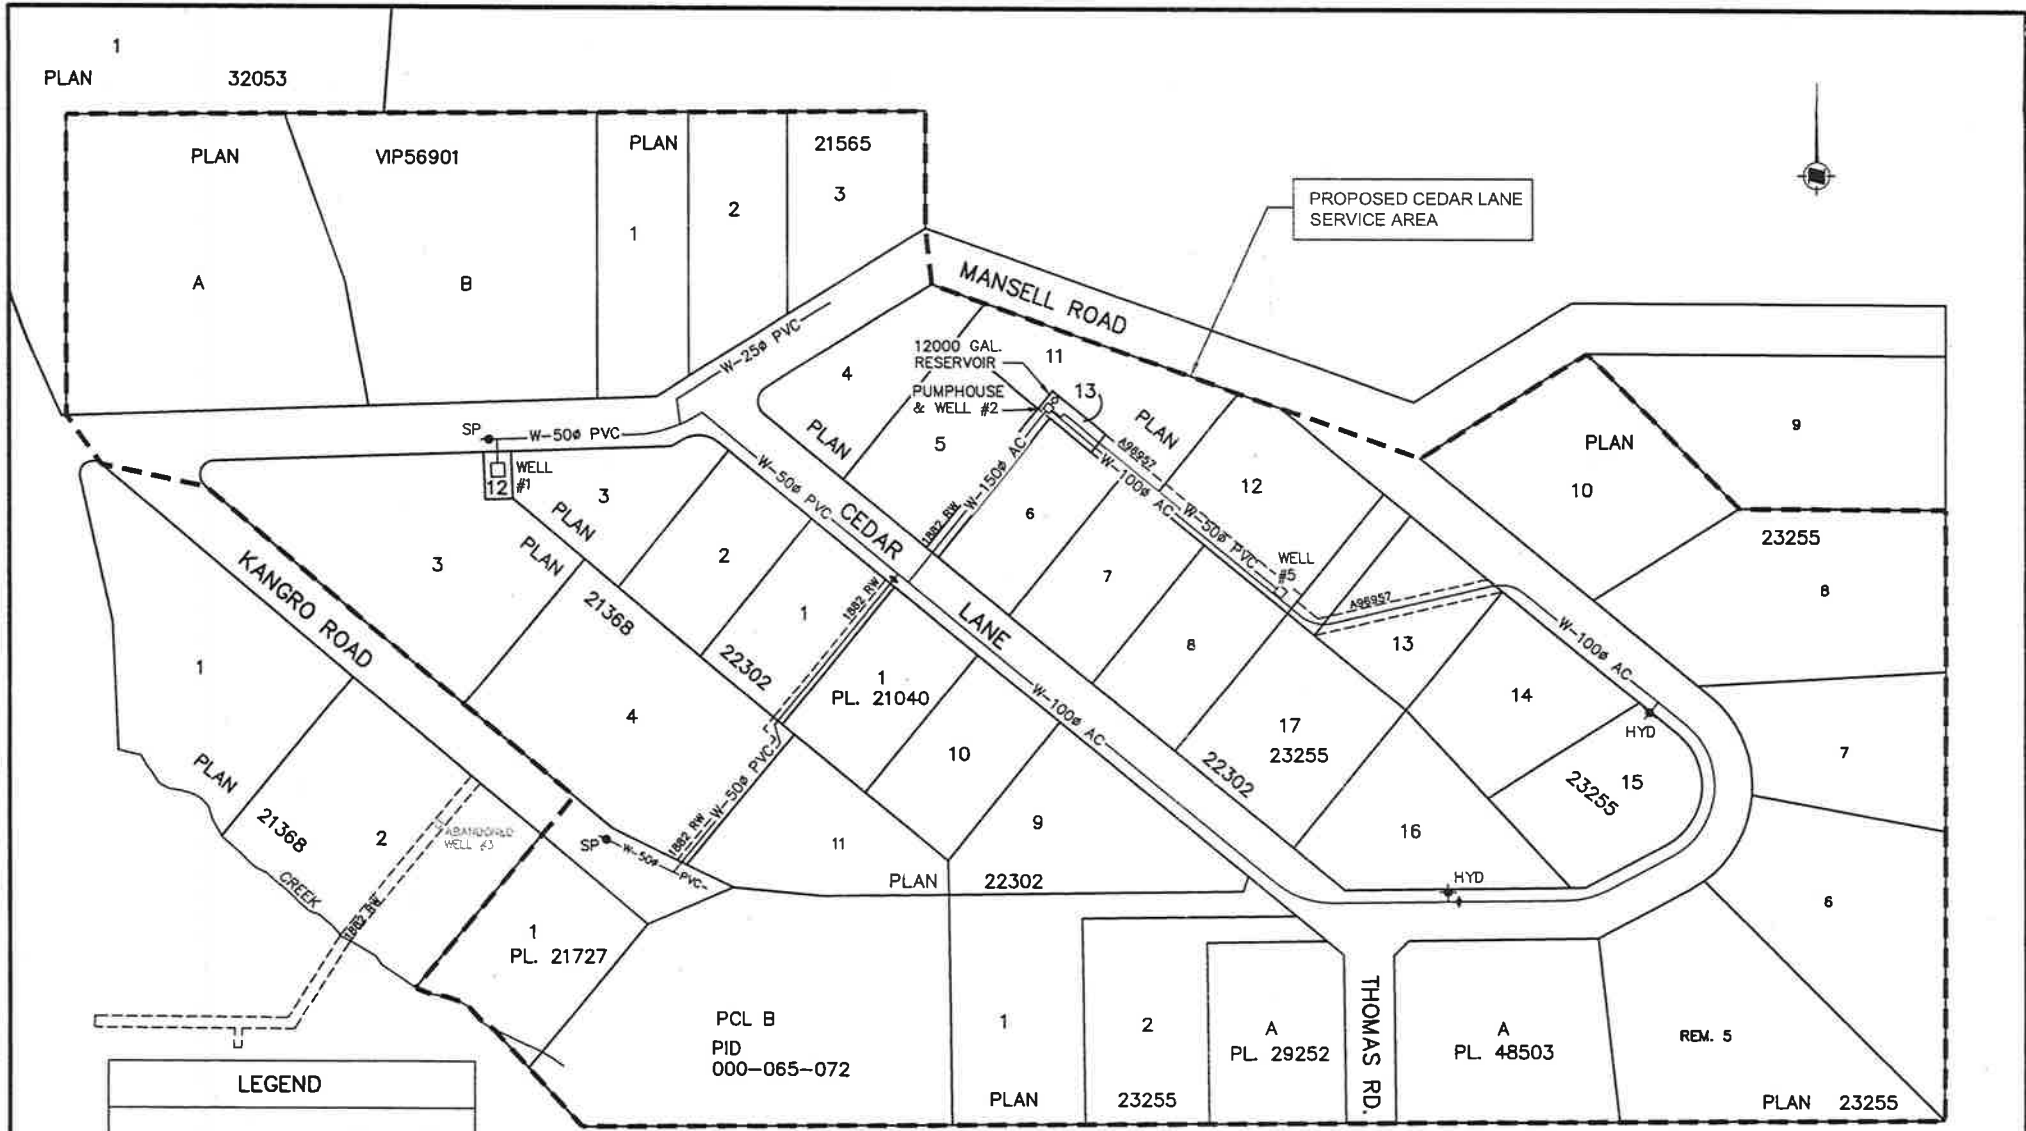 1
PLAN 32053
PLAN VIP56901
PLAN 21565
A
B
1
2
3
PROPOSED CEDAR LANE
SERVICE AREA
MANSELL ROAD
W-25ø PVC
12000 GAL.
RESERVOIR
PUMPHOUSE
& WELL #2
4
PLAN
5
11
13
PLAN
A96957
PLAN
9
10
SP
W-50ø PVC
WELL
#1
12
3
PLAN
PLAN
W-50ø PVC
CEDAR
1882 RW
W-150ø AC
6
W-100ø AC
W-50ø PVC
12
WELL
#5
A96957
23255
8
KANGRO ROAD
3
2
21368
1
1882 RW
22302
LANE
7
8
13
W-100ø AC
14
HYD
1
4
1
PL. 21040
W-100ø AC
10
17
23255
22302
23255
15
7
PLAN
21368
2
ABANDONED
WELL #3
CREEK
1882 RW
SP
W-50ø PVC
1882 RW
W-50ø PVC
11
9
16
PLAN 22302
HYD
6
1
PL. 21727
PCL B
PID
000-065-072
1
2
PLAN 23255
A
PL. 29252
THOMAS RD.
A
PL. 48503
REM. 5
PLAN 23255
LEGEND